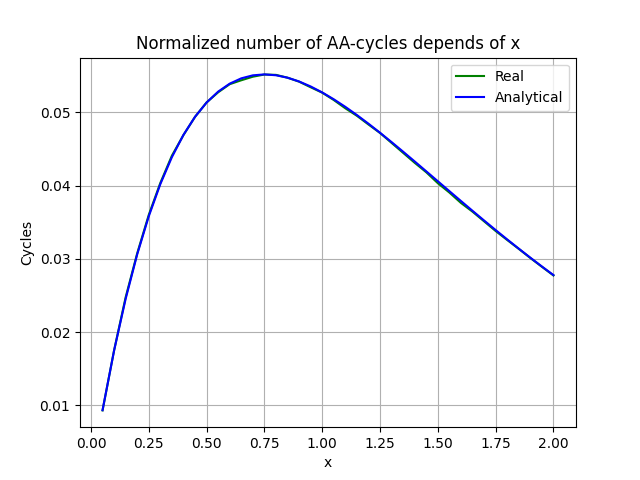 Normalized number of AA-cycles depends of x
Real
Analytical
0.05
0.04
0.03
0.02
0.01
Cycles
0.00 0.25 0.50 0.75 1.00 1.25 1.50 1.75 2.00
x